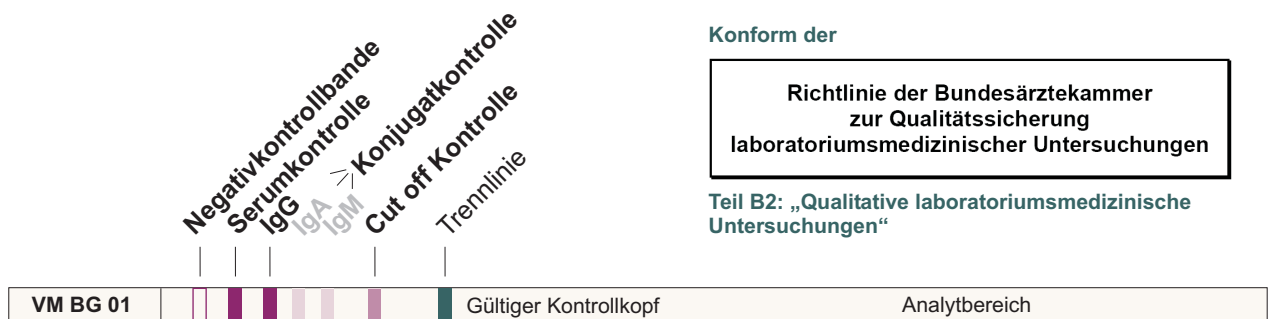 Negativkontrollbande
Serumkontrolle
IgG
IgA
IgM
Konjugatkontrolle
Cut off Kontrolle
Trennlinie
Konform der
Richtlinie der Bundesärztekammer
zur Qualitätssicherung
laboratoriumsmedizinischer Untersuchungen
Teil B2: „Qualitative laboratoriumsmedizinische
Untersuchungen“
VM BG 01
Gültiger Kontrollkopf
Analytbereich